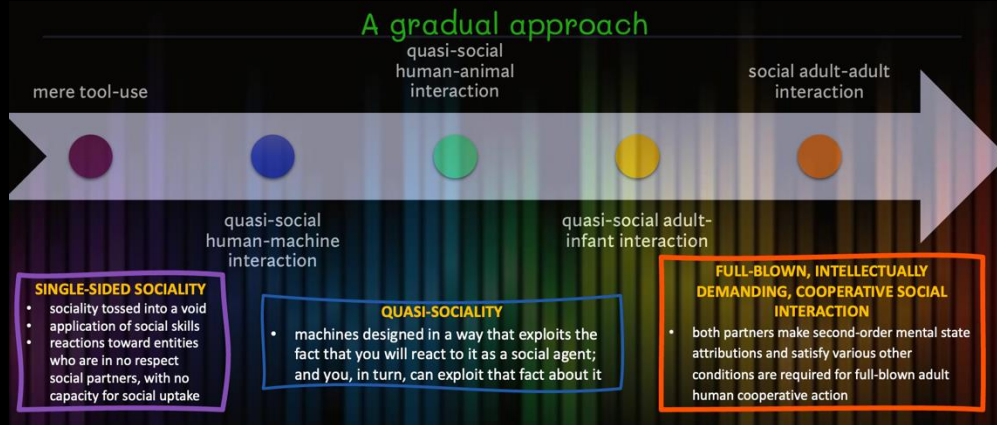 A gradual approach
mere tool-use
quasi-social
human-animal
interaction
social adult-adult
interaction
quasi-social
human-machine
interaction
quasi-social adult-
infant interaction
SINGLE-SIDED SOCIALITY
• sociality tossed into a void
• application of social skills
• reactions toward entities
who are in no respect
social partners, with no
capacity for social uptake
QUASI-SOCIALITY
• machines designed in a way that exploits the
fact that you will react to it as a social agent;
and you, in turn, can exploit that fact about it
FULL-BLOWN, INTELLECTUALLY
DEMANDING, COOPERATIVE SOCIAL
INTERACTION
• both partners make second-order mental state
attributions and satisfy various other
conditions are required for full-blown adult
human cooperative action